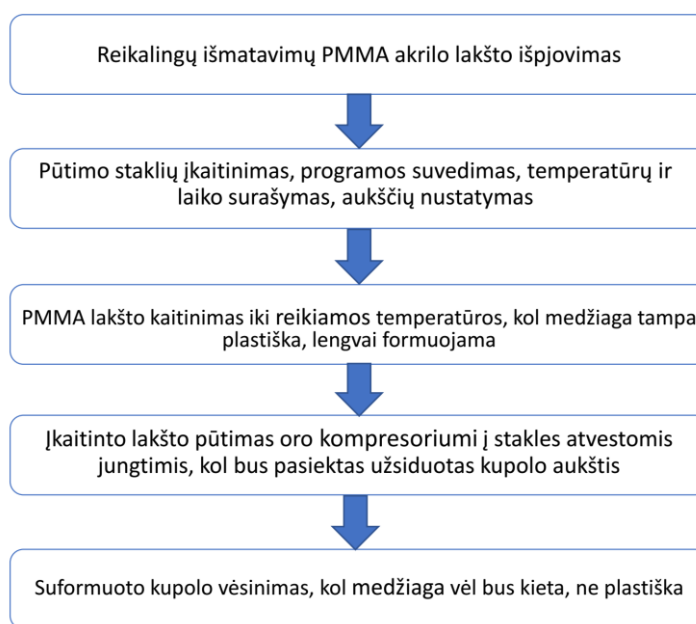 Reikalingų išmatavimų PMMA akrilo lakšto išpjovimas
Pūtimo staklių įkaitinimas, programos suvedimas, temperatūrų ir
laiko surašymas, aukščių nustatymas
PMMA lakšto kaitinimas iki reikiamos temperatūros, kol medžiaga tampa
plastiška, lengvai formuojama
Įkaitinto lakšto pūtimas oro kompresoriumi į stakles atvestomis
jungtimis, kol bus pasiektas užsiduotas kupolo aukštis
Suformuoto kupolo vėsinimas, kol medžiaga vėl bus kieta, ne plastiška